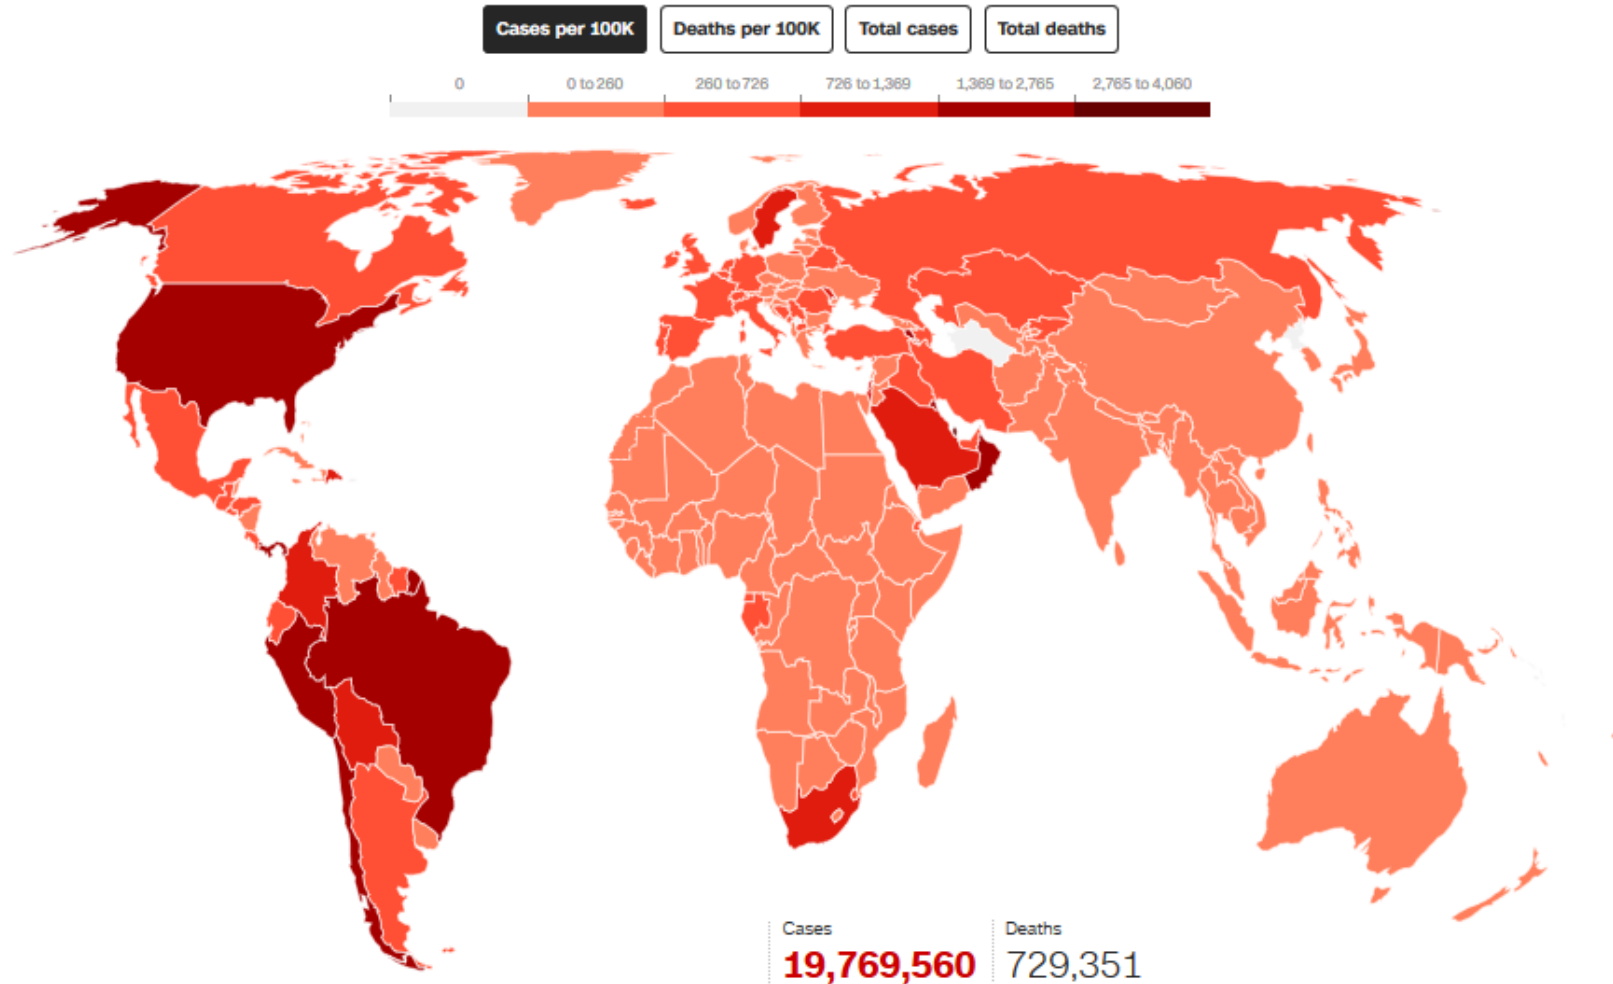 Cases per 100K Deaths per 100K Total cases Total deaths
0 0 to 260 260 to 726 726 to 1,369 1,369 to 2,765 2,765 to 4,060
Cases Deaths
19,769,560 729,351